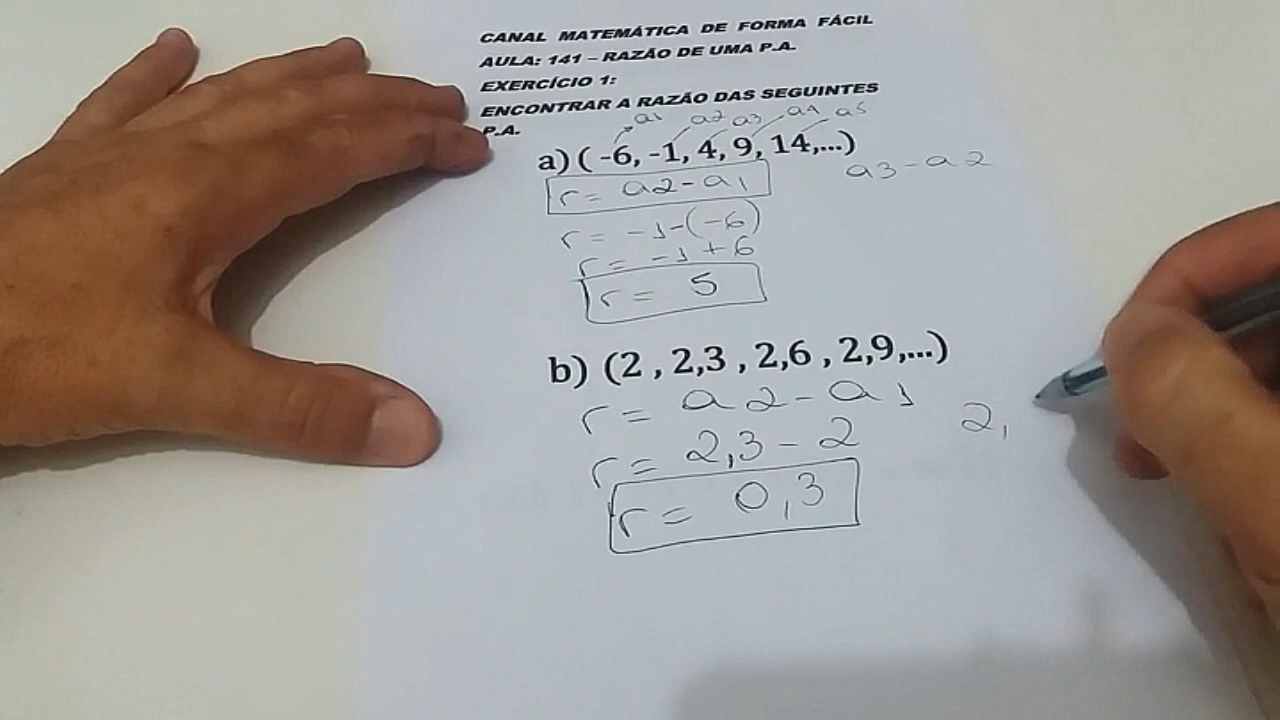 CANAL MATEMÁTICA DE FORMA FÁCIL
AULA: 141 – RAZÃO DE UMA P.A.
EXERCÍCIO 1:
ENCONTRAR A RAZÃO DAS SEGUINTES
P.A.
a1 a2 a3 a4 a5
a) ( -6, -1, 4, 9, 14,...)
a3-a2
r= a2-a1
r= -1-(-6)
r= -1+6
r= 5
b) (2 , 2,3 , 2,6 , 2,9,...)
r= a2-a1
2,
r= 2,3-2
r= 0,3